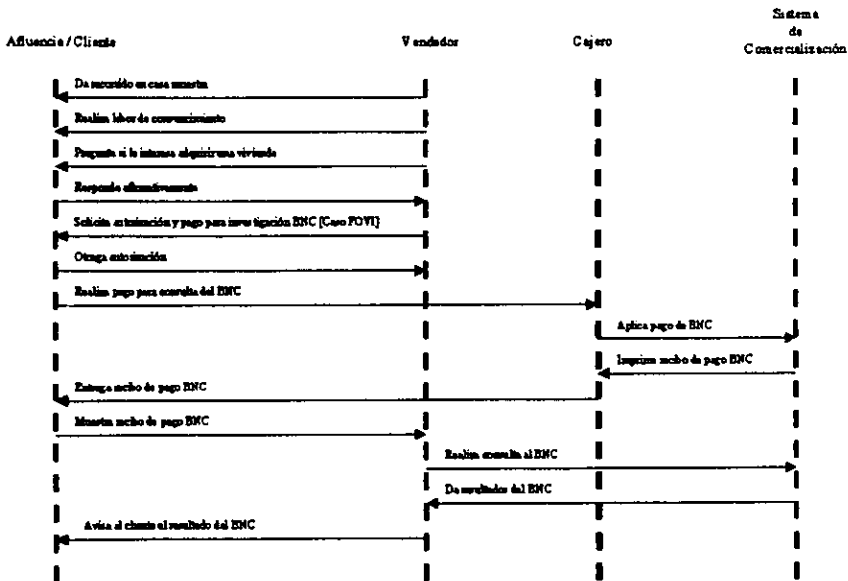 Afluencia / Cliente
Vendedor
Cajero
Sistema
de
Comercialización
Da recorrido en casa muestra
Realiza labor de convencimiento
Pregunta si le interesa adquirir una vivienda
Responde afirmativamente
Solicita autorización y pago para investigación BNC [Caso FOVI}
Otorga autorización
Realiza pago para consulta del BNC
Aplica pago de BNC
Imprime recibo de pago BNC
Entrega recibo de pago BNC
Muestra recibo de pago BNC
Realiza consulta al BNC
Da resultados del BNC
Avisa al cliente el resultado del BNC